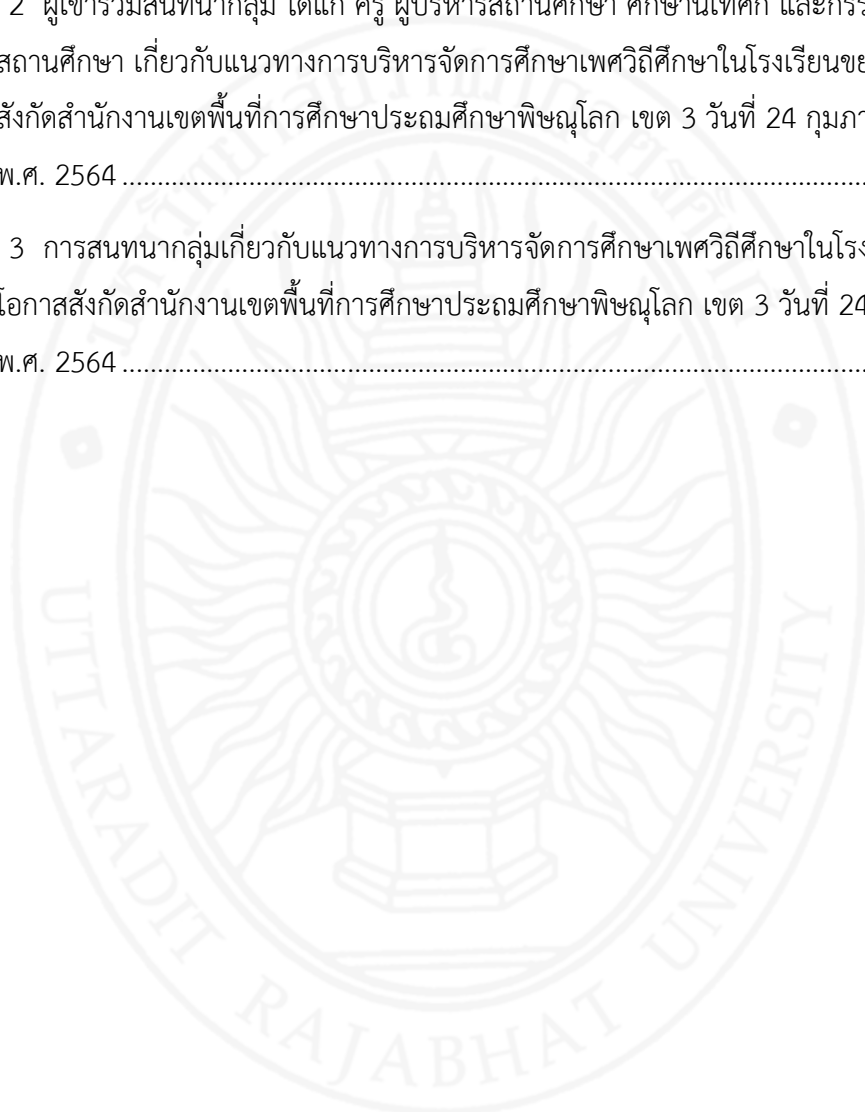 2 ผู้เข้าร่วมสนทนากลุ่ม ได้แก่ ครู ผู้บริหารสถานศึกษา ศึกษานิเทศก์ และกรร
สถานศึกษา เกี่ยวกับแนวทางการบริหารจัดการศึกษาเพศวิถีศึกษาในโรงเรียนขย
สังกัดสำนักงานเขตพื้นที่การศึกษาประถมศึกษาพิษณุโลก เขต 3 วันที่ 24 กุมภา
พ.ศ. 2564 ...............................................................................................
3 การสนทนากลุ่มเกี่ยวกับแนวทางการบริหารจัดการศึกษาเพศวิถีศึกษาในโรง
โอกาสสังกัดสำนักงานเขตพื้นที่การศึกษาประถมศึกษาพิษณุโลก เขต 3 วันที่ 24
พ.ศ. 2564 ...............................................................................................
UTTARADIT RAJABHAT UNIVERSITY